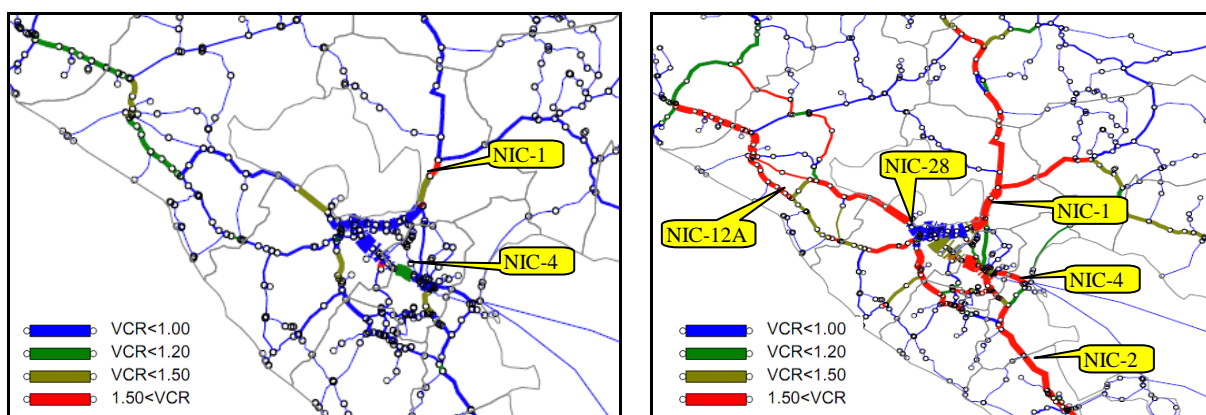 NIC-1
NIC-4
VCR<1.00
VCR<1.20
VCR<1.50
1.50<VCR
NIC-28
NIC-12A
NIC-1
NIC-4
NIC-2
VCR<1.00
VCR<1.20
VCR<1.50
1.50<VCR